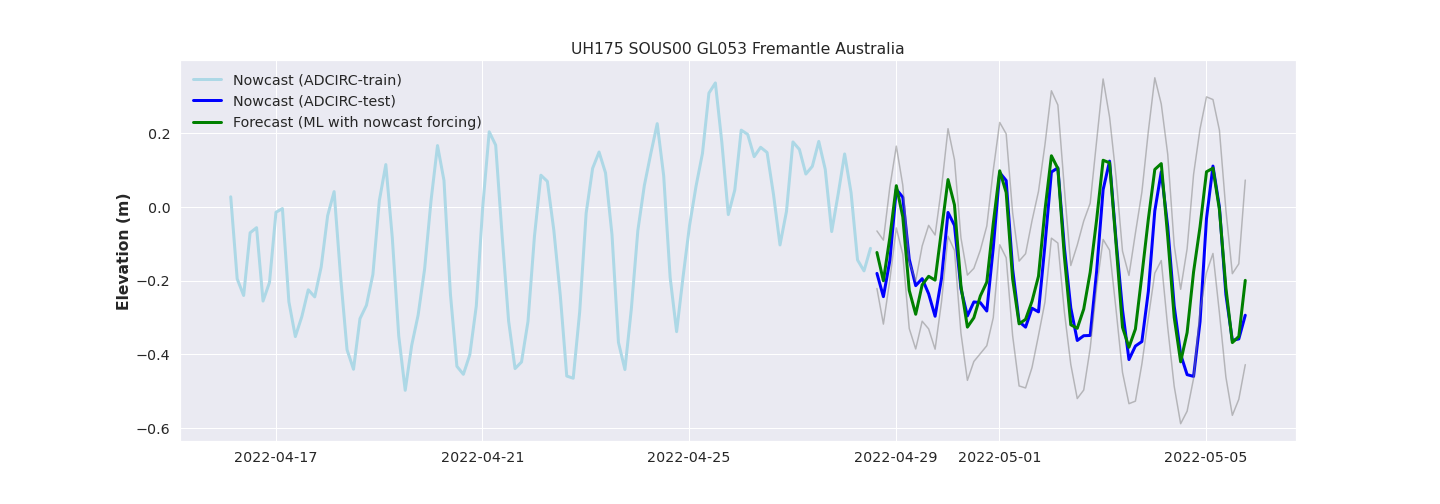 UH175 SOUS00 GL053 Fremantle Australia
Nowcast (ADCIRC-train)
Nowcast (ADCIRC-test)
Forecast (ML with nowcast forcing)
Elevation (m)
0.2
0.0
−0.2
−0.4
−0.6
2022-04-17
2022-04-21
2022-04-25
2022-04-29
2022-05-01
2022-05-05